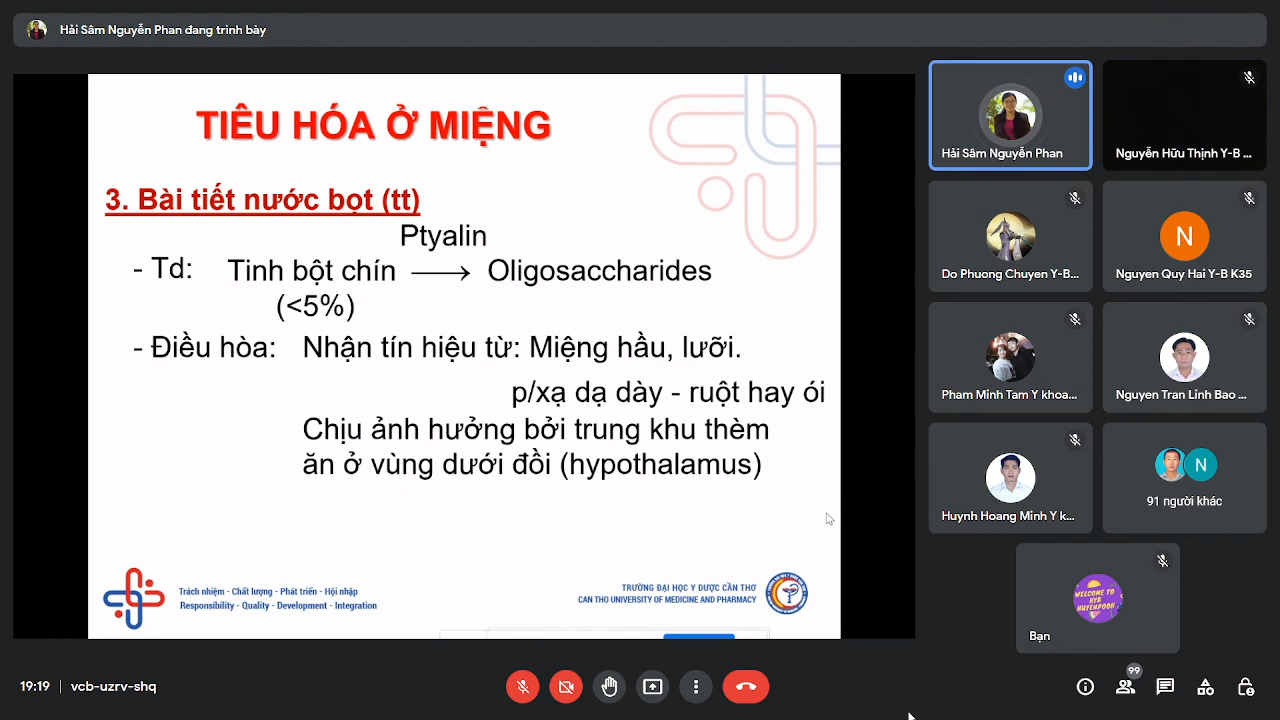 Hải Sâm Nguyễn Phan đang trình bày
TIÊU HÓA Ở MIỆNG
3. Bài tiết nước bọt (tt)
Ptyalin
- Td: Tinh bột chín ⟶ Oligosaccharides
(<5%)
- Điều hòa: Nhận tín hiệu từ: Miệng hầu, lưỡi.
p/xạ dạ dày - ruột hay ói
Chịu ảnh hưởng bởi trung khu thèm
ăn ở vùng dưới đồi (hypothalamus)
Trách nhiệm - Chất lượng - Phát triển - Hội nhập
Responsibility - Quality - Development - Integration
TRƯỜNG ĐẠI HỌC Y DƯỢC CẦN THƠ
CAN THO UNIVERSITY OF MEDICINE AND PHARMACY
Hải Sâm Nguyễn Phan
Nguyễn Hữu Thịnh Y-B ...
Do Phuong Chuyen Y-B...
N
Nguyen Quy Hai Y-B K35
Pham Minh Tam Y khoa...
Nguyen Tran Linh Bao ...
Huynh Hoang Minh Y k...
N
91 người khác
WELCOME TO
HYB
HUYENPOOH
Bạn
19:19 | vcb-uzrv-shq
99